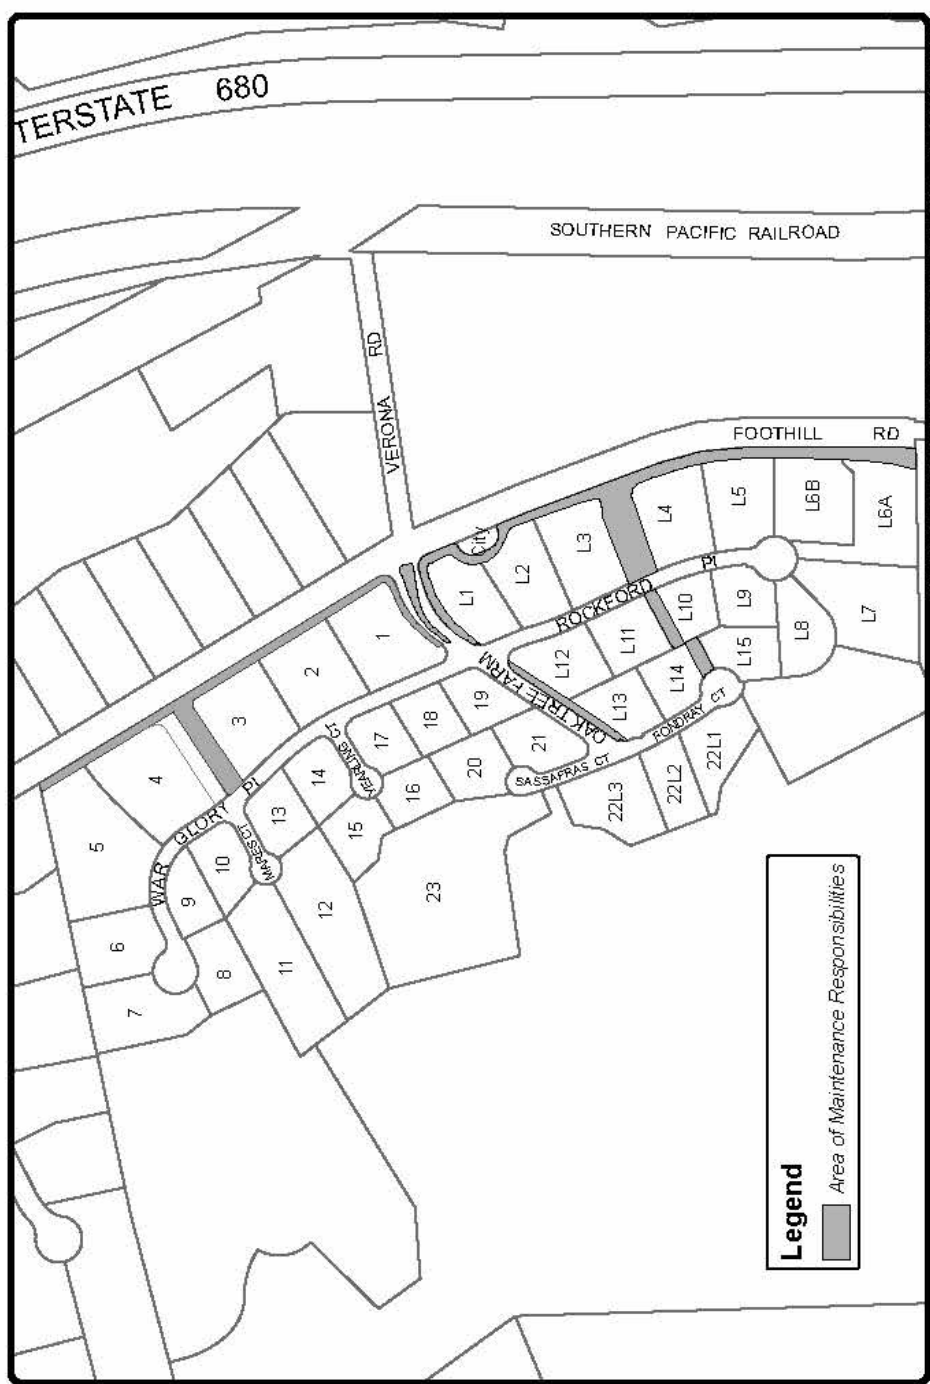 TERSTATE 680
SOUTHERN PACIFIC RAILROAD
VERONA RD
FOOTHILL RD
City
L1
L2
L3
L4
L5
L6B
L6A
ROCKFORD Pl
L7
L8
L9
L10
L11
L12
L13
L14
L15
OAK TREE FARM
RONDRAY CT
SASSAFRAS CT
22L1
22L2
22L3
1
2
3
4
5
6
7
8
9
10
11
12
13
14
15
16
17
18
19
20
21
23
WAR GLORY Pl
MARES CT
YEARLING CT
Legend
Area of Maintenance Responsibilities